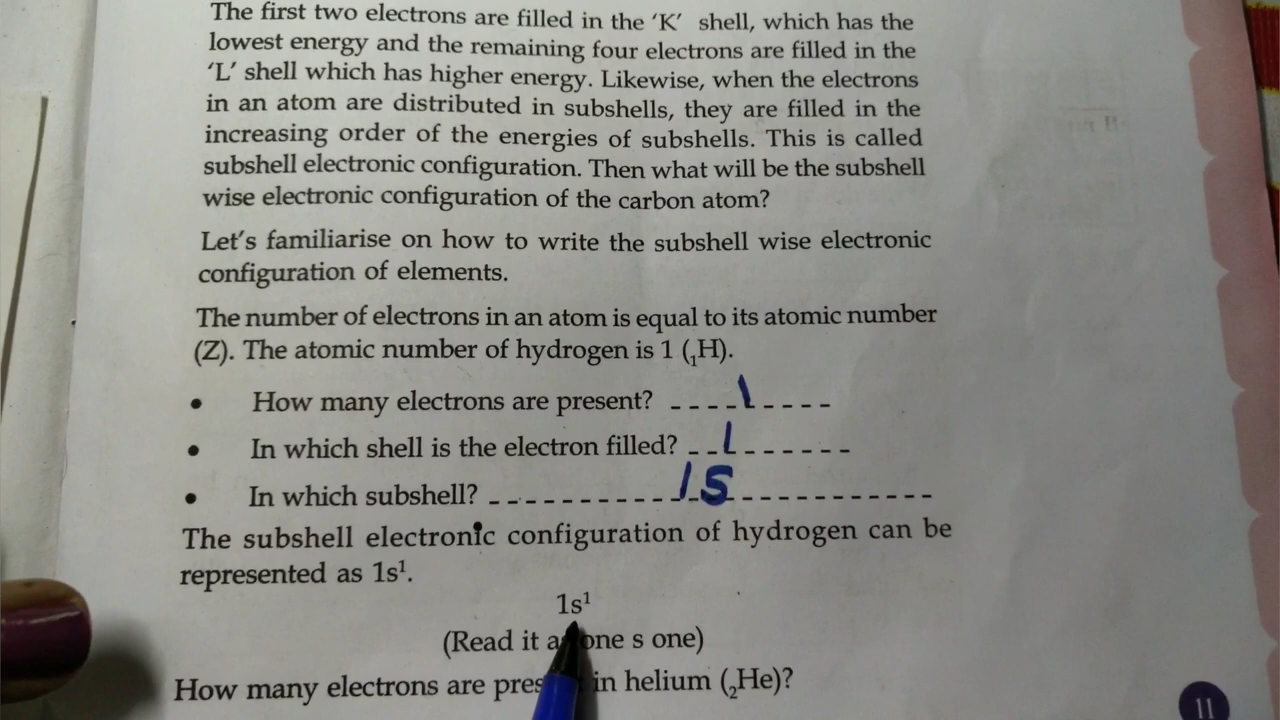 The first two electrons are filled in the ‘K’ shell, which has the
lowest energy and the remaining four electrons are filled in the
‘L’ shell which has higher energy. Likewise, when the electrons
in an atom are distributed in subshells, they are filled in the
increasing order of the energies of subshells. This is called
subshell electronic configuration. Then what will be the subshell
wise electronic configuration of the carbon atom?
Let's familiarise on how to write the subshell wise electronic
configuration of elements.
The number of electrons in an atom is equal to its atomic number
(Z). The atomic number of hydrogen is 1 (₁H).
• How many electrons are present? ----1----
• In which shell is the electron filled? --1------
• In which subshell? ----------1s--------------
The subshell electronic configuration of hydrogen can be
represented as 1s¹.
1s¹
(Read it as one s one)
How many electrons are present in helium (₂He)?
11